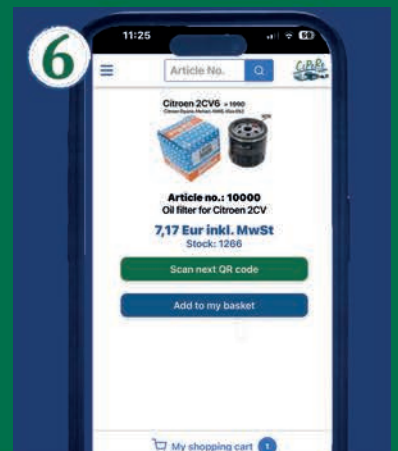 6
11:25
Article No.
Citroen 2CV6 > 1990
Article no.: 10000
Oil filter for Citroen 2CV
7,17 Eur inkl. MwSt
Stock: 1266
Scan next QR code
Add to my basket
My shopping cart 1